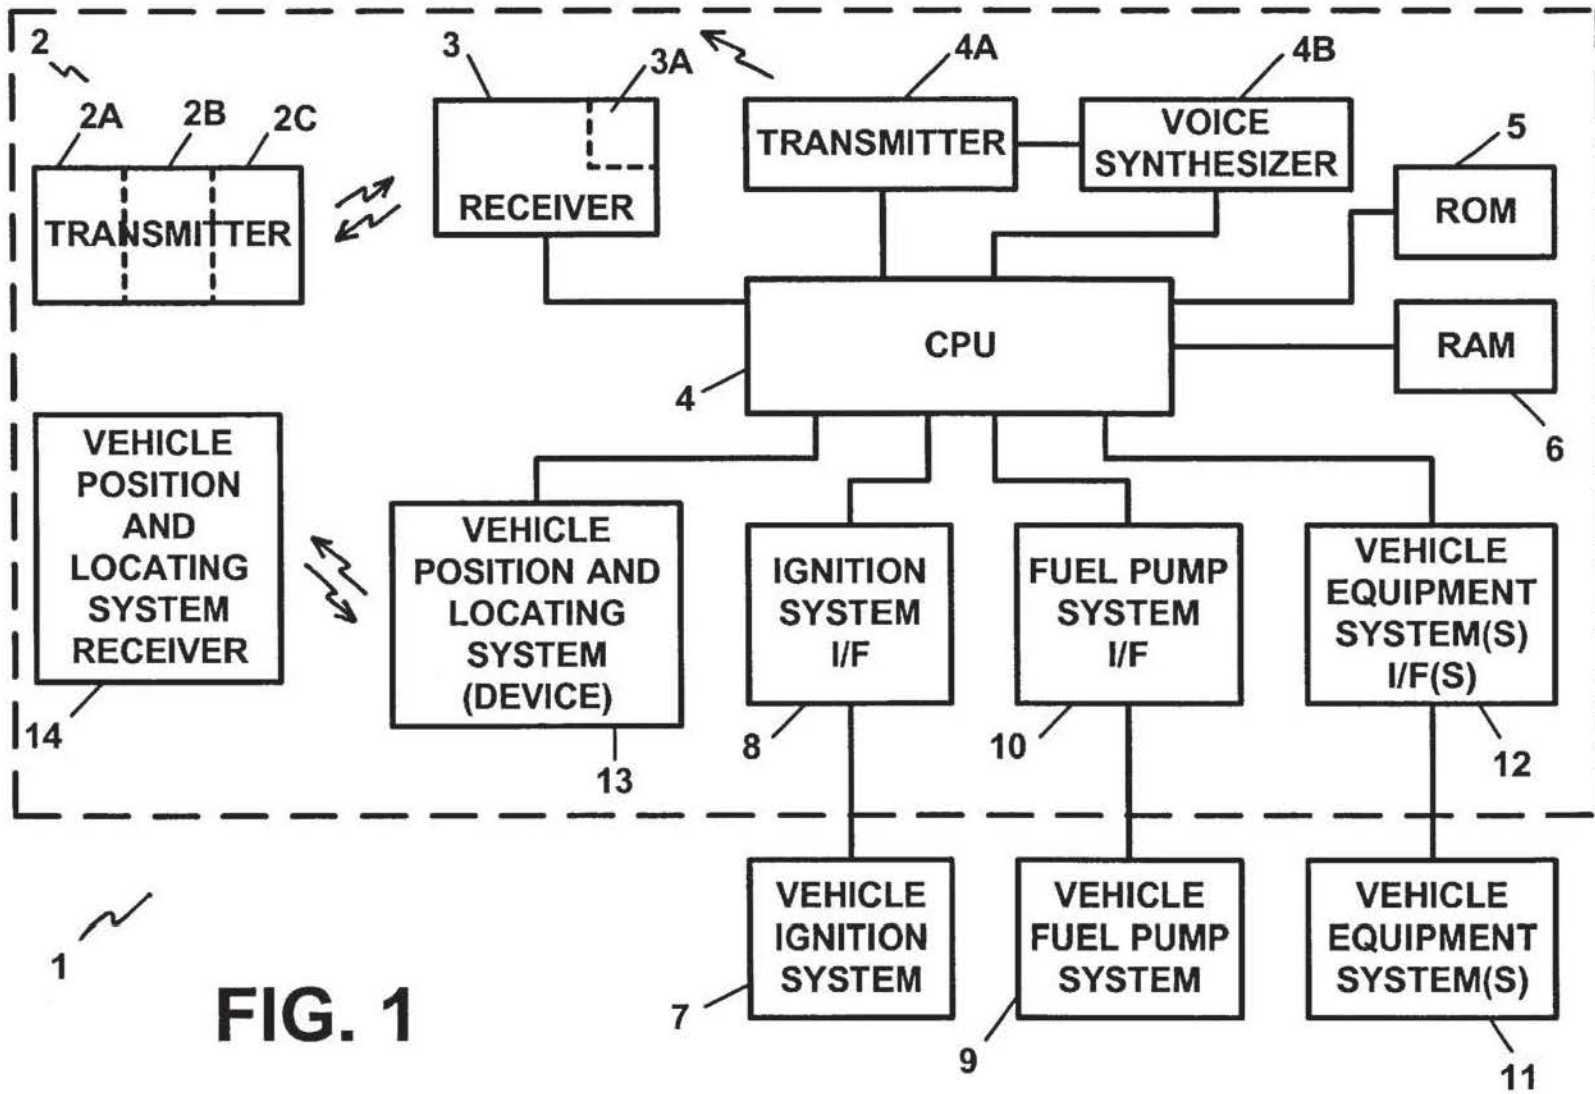 2
3
3A
4A
4B
2A
2B
2C
5
TRANSMITTER
RECEIVER
TRANSMITTER
VOICE
SYNTHESIZER
ROM
CPU
4
RAM
6
VEHICLE
POSITION
AND
LOCATING
SYSTEM
RECEIVER
14
VEHICLE
POSITION AND
LOCATING
SYSTEM
(DEVICE)
13
IGNITION
SYSTEM
I/F
8
FUEL PUMP
SYSTEM
I/F
10
VEHICLE
EQUIPMENT
SYSTEM(S)
I/F(S)
12
1
FIG. 1
VEHICLE
IGNITION
SYSTEM
7
VEHICLE
FUEL PUMP
SYSTEM
9
VEHICLE
EQUIPMENT
SYSTEM(S)
11